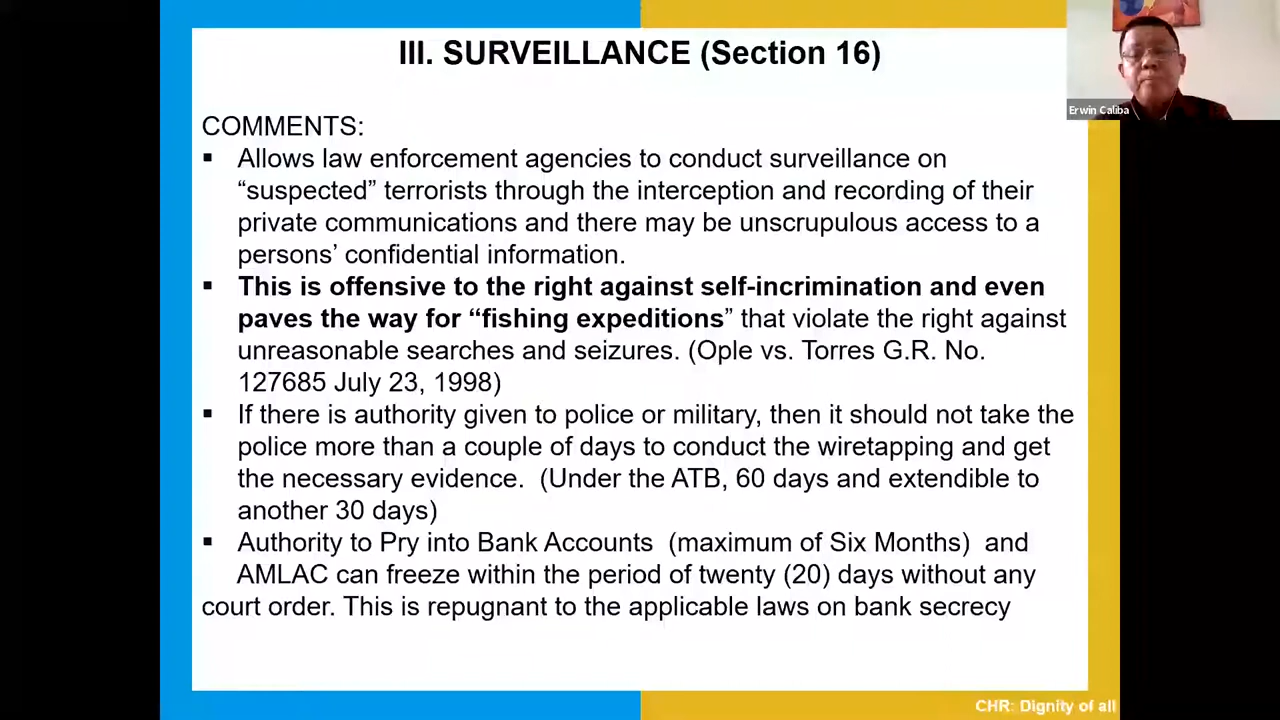 III. SURVEILLANCE (Section 16)
Erwin Caliba
COMMENTS:
▪ Allows law enforcement agencies to conduct surveillance on
“suspected” terrorists through the interception and recording of their
private communications and there may be unscrupulous access to a
persons’ confidential information.
▪ This is offensive to the right against self-incrimination and even
paves the way for “fishing expeditions” that violate the right against
unreasonable searches and seizures. (Ople vs. Torres G.R. No.
127685 July 23, 1998)
▪ If there is authority given to police or military, then it should not take the
police more than a couple of days to conduct the wiretapping and get
the necessary evidence.  (Under the ATB, 60 days and extendible to
another 30 days)
▪ Authority to Pry into Bank Accounts  (maximum of Six Months)  and
AMLAC can freeze within the period of twenty (20) days without any
court order. This is repugnant to the applicable laws on bank secrecy
CHR: Dignity of all